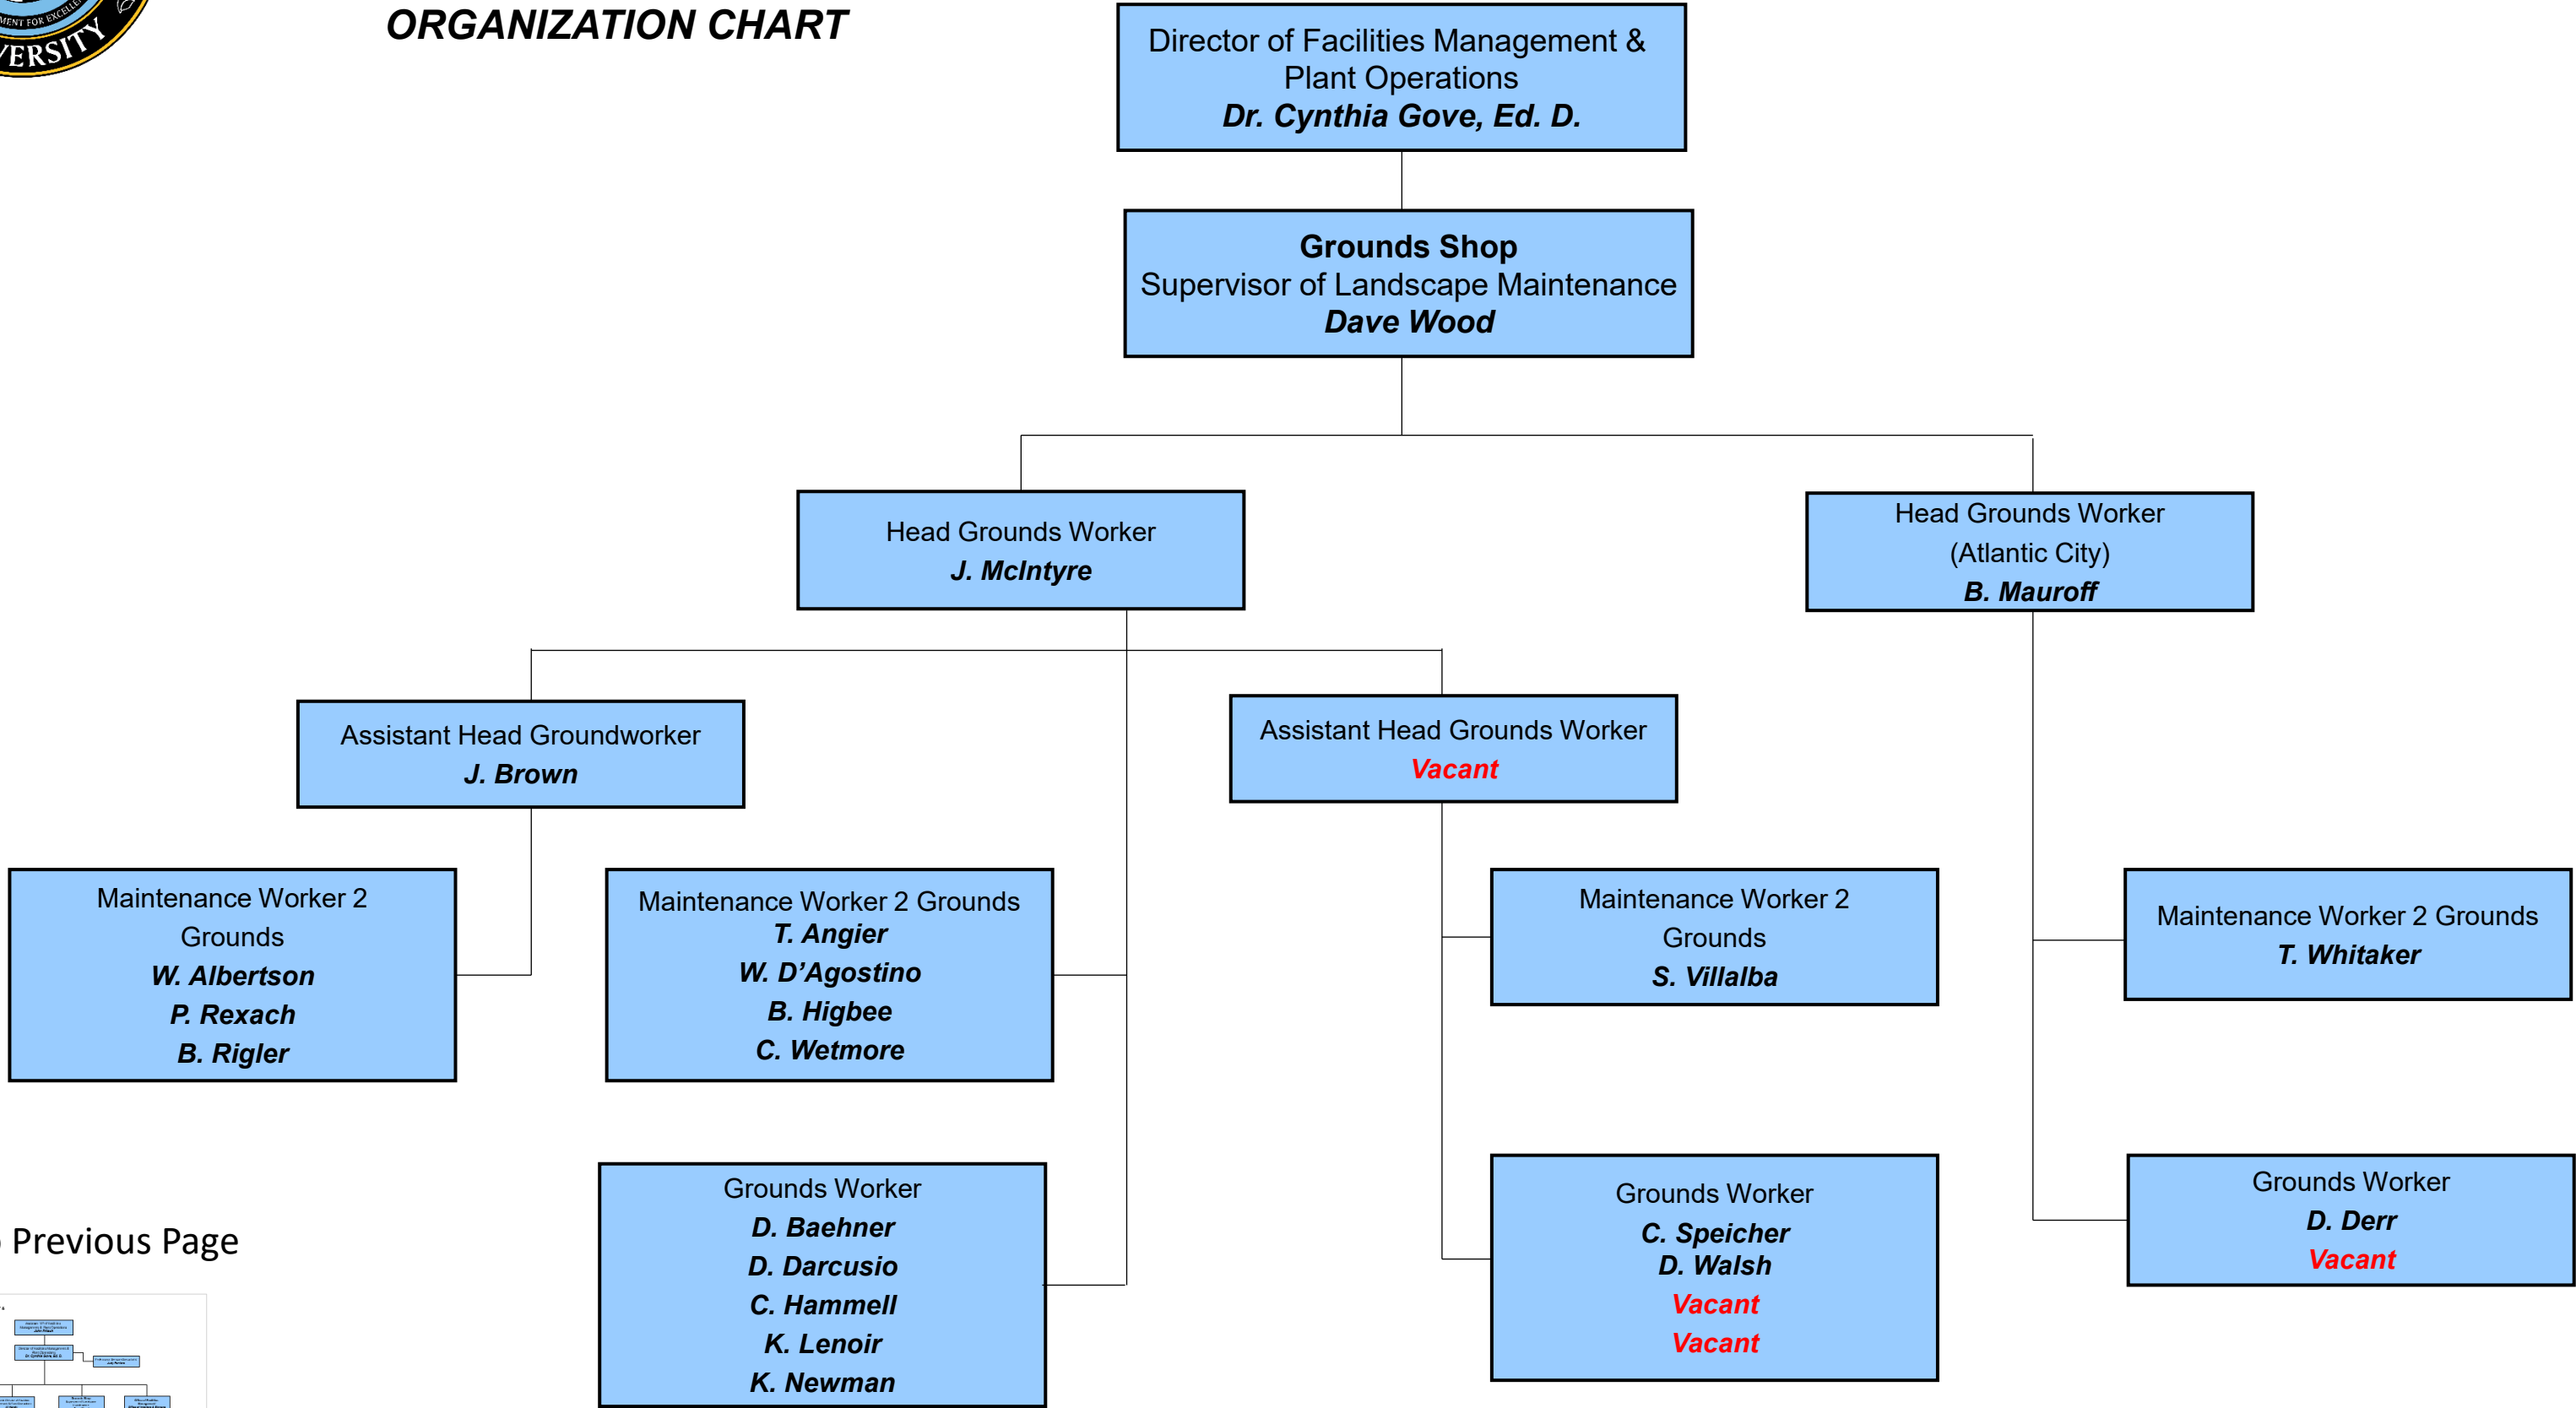 MENT FOR EXCELLEN
VERSITY
ORGANIZATION CHART
Director of Facilities Management &
Plant Operations
Dr. Cynthia Gove, Ed. D.
Grounds Shop
Supervisor of Landscape Maintenance
Dave Wood
Head Grounds Worker
J. McIntyre
Head Grounds Worker
(Atlantic City)
B. Mauroff
Assistant Head Groundworker
J. Brown
Assistant Head Grounds Worker
Vacant
Maintenance Worker 2
Grounds
W. Albertson
P. Rexach
B. Rigler
Maintenance Worker 2 Grounds
T. Angier
W. D’Agostino
B. Higbee
C. Wetmore
Maintenance Worker 2
Grounds
S. Villalba
Maintenance Worker 2 Grounds
T. Whitaker
Grounds Worker
D. Baehner
D. Darcusio
C. Hammell
K. Lenoir
K. Newman
Grounds Worker
C. Speicher
D. Walsh
Vacant
Vacant
Grounds Worker
D. Derr
Vacant
Previous Page